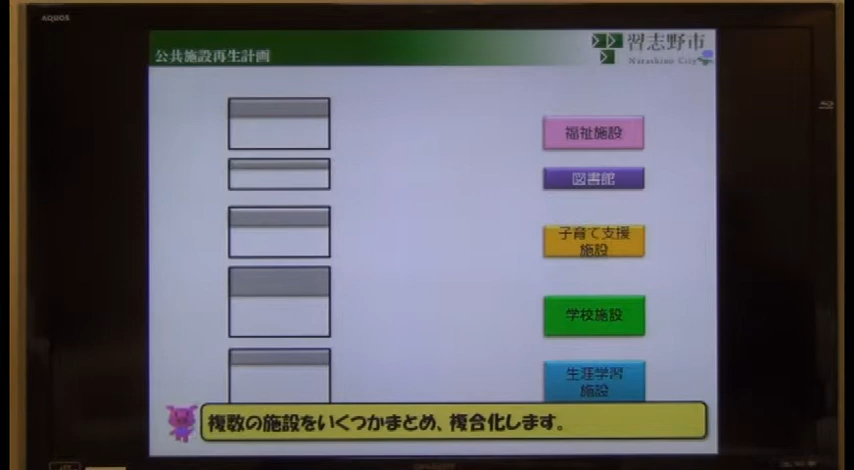 AQUOS
公共施設再生計画
習志野市
Narashino City
福祉施設
図書館
子育て支援
施設
学校施設
生涯学習
施設
複数の施設をいくつかまとめ、複合化します。